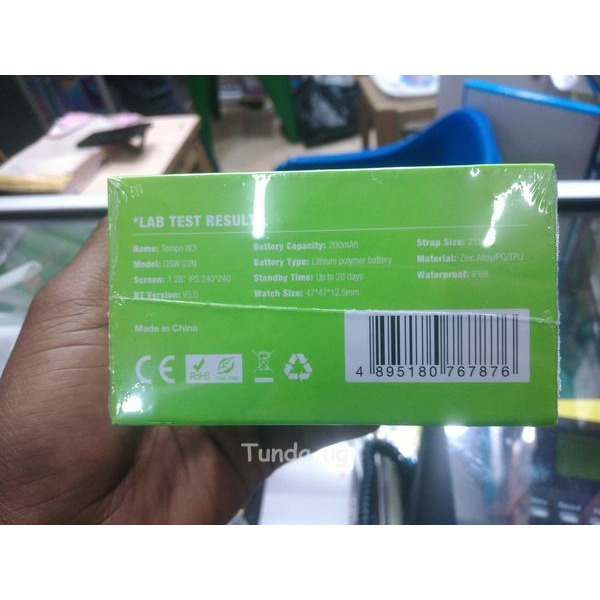 *LAB TEST RESULT
Name: Tempo W3
Model: OSW-22N
Screen: 1.28" IPS 240*240
BT Version: V5.0
Battery Capacity: 200mAh
Battery Type: Lithium polymer battery
Standby Time: Up to 20 days
Watch Size: 47*47*12.5mm
Strap Size:
Material: Zinc Alloy/PC/TPU
Waterproof: IP68
Made in China
CE
RoHS
4 895180 767876
Tunda.ug